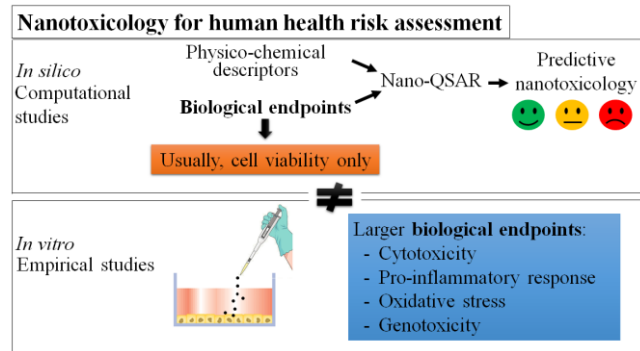 Nanotoxicology for human health risk assessment
In silico
Computational
studies
Physico-chemical
descriptors
Biological endpoints
Nano-QSAR
Predictive
nanotoxicology
Usually, cell viability only
≠
In vitro
Empirical studies
Larger biological endpoints:
- Cytotoxicity
- Pro-inflammatory response
- Oxidative stress
- Genotoxicity